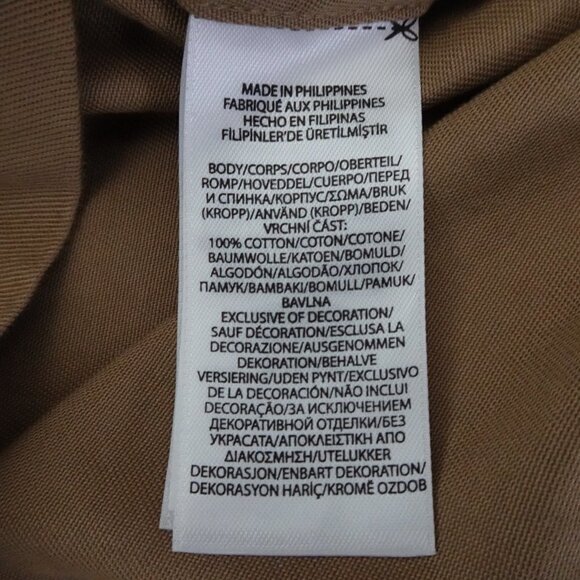 MADE IN PHILIPPINES
FABRIQUÉ AUX PHILIPPINES
HECHO EN FILIPINAS
FİLİPİNLER'DE ÜRETİLMİŞTİR
BODY/CORPS/CORPO/OBERTEIL/
ROMP/HOVEDDEL/CUERPO/ПЕРЕД
И СПИНКА/КОРПУС/ΣΩΜΑ/BRUK
(KROPP)/ANVÄND (KROPP)/BEDEN/
VRCHNÍ ČÁST:
100% COTTON/COTON/COTONE/
BAUMWOLLE/KATOEN/BOMULD/
ALGODÓN/ALGODÃO/ХЛОПОК/
ПАМУК/BAMBAKI/BOMULL/PAMUK/
BAVLNA
EXCLUSIVE OF DECORATION/
SAUF DÉCORATION/ESCLUSA LA
DECORAZIONE/AUSGENOMMEN
DEKORATION/BEHALVE
VERSIERING/UDEN PYNT/EXCLUSIVO
DE LA DECORACIÓN/NÃO INCLUI
DECORAÇÃO/ЗА ИСКЛЮЧЕНИЕМ
ДЕКОРАТИВНОЙ ОТДЕЛКИ/БЕЗ
УКРАСАТА/ΑΠΟΚΛΕΙΣΤΙΚΗ ΑΠΟ
ΔΙΑΚΟΣΜΗΣΗ/UTELUKKER
DEKORASJON/ENBART DEKORATION/
DEKORASYON HARİÇ/KROMĚ OZDOB